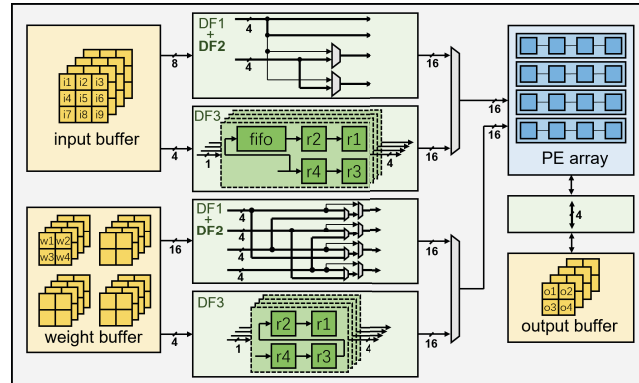 DF1
+
DF2
4
4
8
16
i1 i2 i3
i4 i5 i6
i7 i8 i9
input buffer
DF3
fifo r2 r1
r4 r3
4
1
4
16
16
16
PE array
DF1
+
DF2
4
4
4
4
16
16
w1 w2
w3 w4
weight buffer
DF3
r2 r1
r4 r3
4
1
4
16
4
o1 o2
o3 o4
output buffer